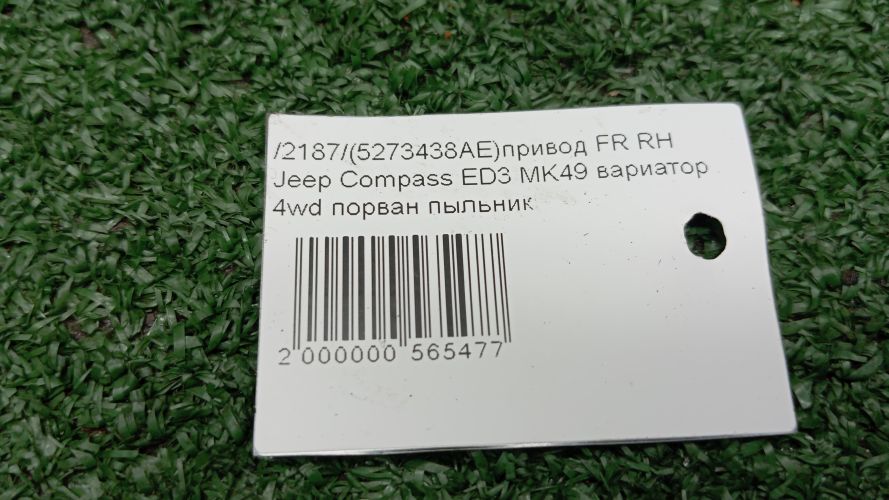 /2187/(5273438AE)привод FR RH
Jeep Compass ED3 MK49 вариатор
4wd порван пыльник
2 000000 565477